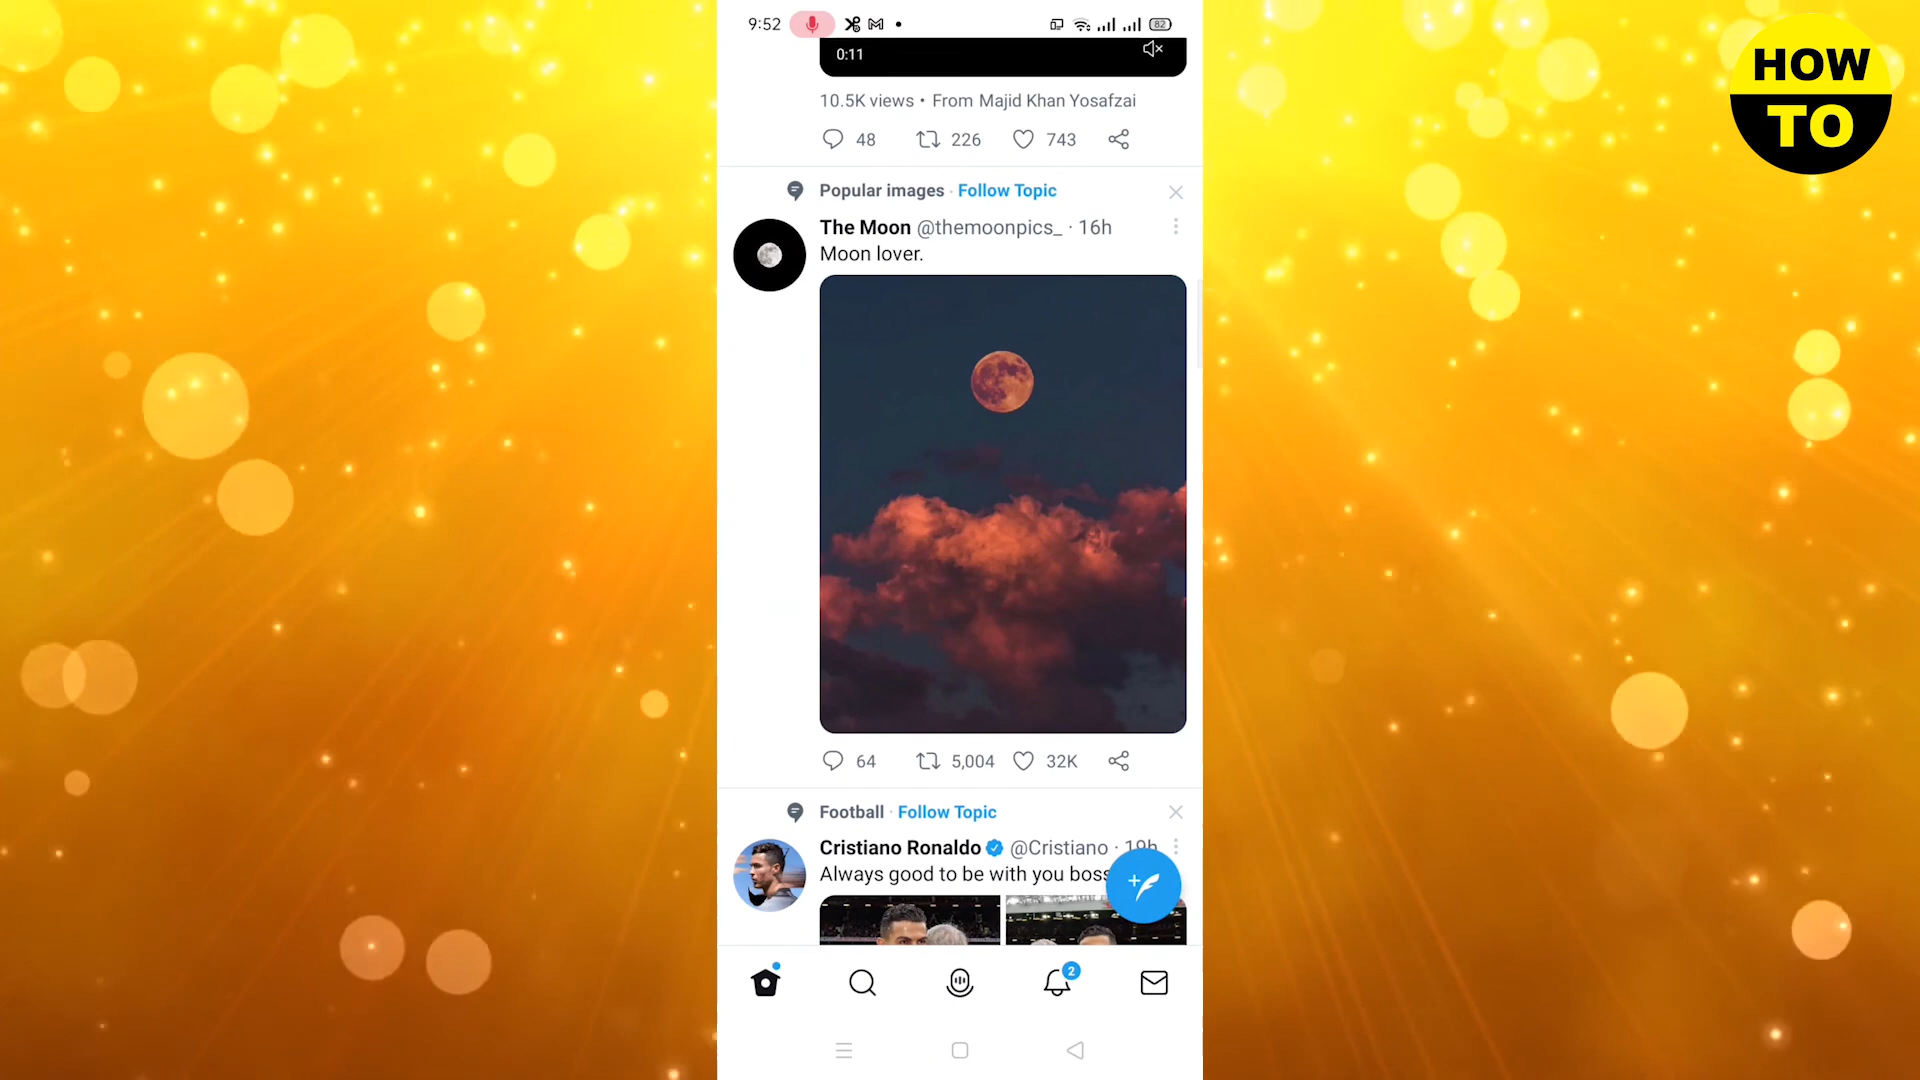 9:52
82
HOW
TO
0:11
10.5K views • From Majid Khan Yosafzai
48 226 743
Popular images · Follow Topic
The Moon @themoonpics_ · 16h
Moon lover.
64 5,004 32K
Football · Follow Topic
Cristiano Ronaldo @Cristiano · 19h
Always good to be with you boss
2